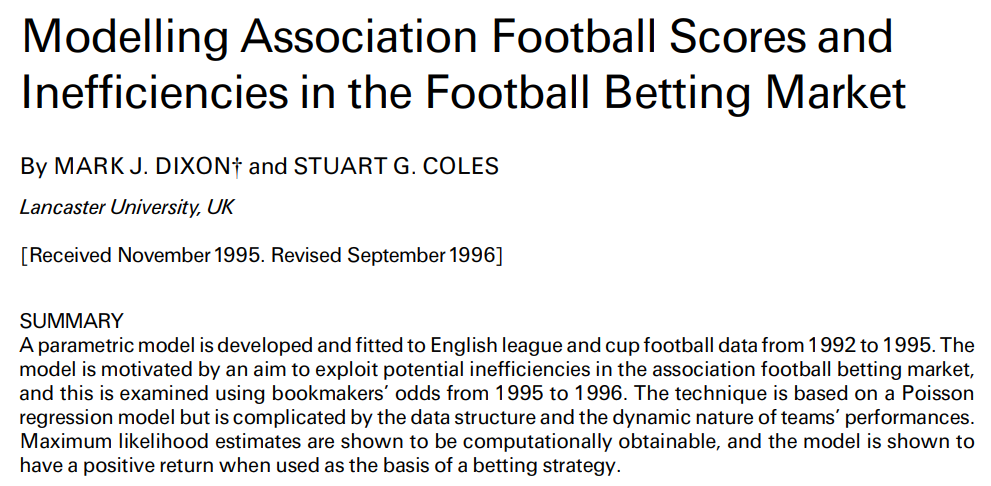 Modelling Association Football Scores and
Inefficiencies in the Football Betting Market
By MARK J. DIXON† and STUART G. COLES
Lancaster University, UK
[Received November 1995. Revised September 1996]
SUMMARY
A parametric model is developed and fitted to English league and cup football data from 1992 to 1995. The
model is motivated by an aim to exploit potential inefficiencies in the association football betting market,
and this is examined using bookmakers' odds from 1995 to 1996. The technique is based on a Poisson
regression model but is complicated by the data structure and the dynamic nature of teams' performances.
Maximum likelihood estimates are shown to be computationally obtainable, and the model is shown to
have a positive return when used as the basis of a betting strategy.